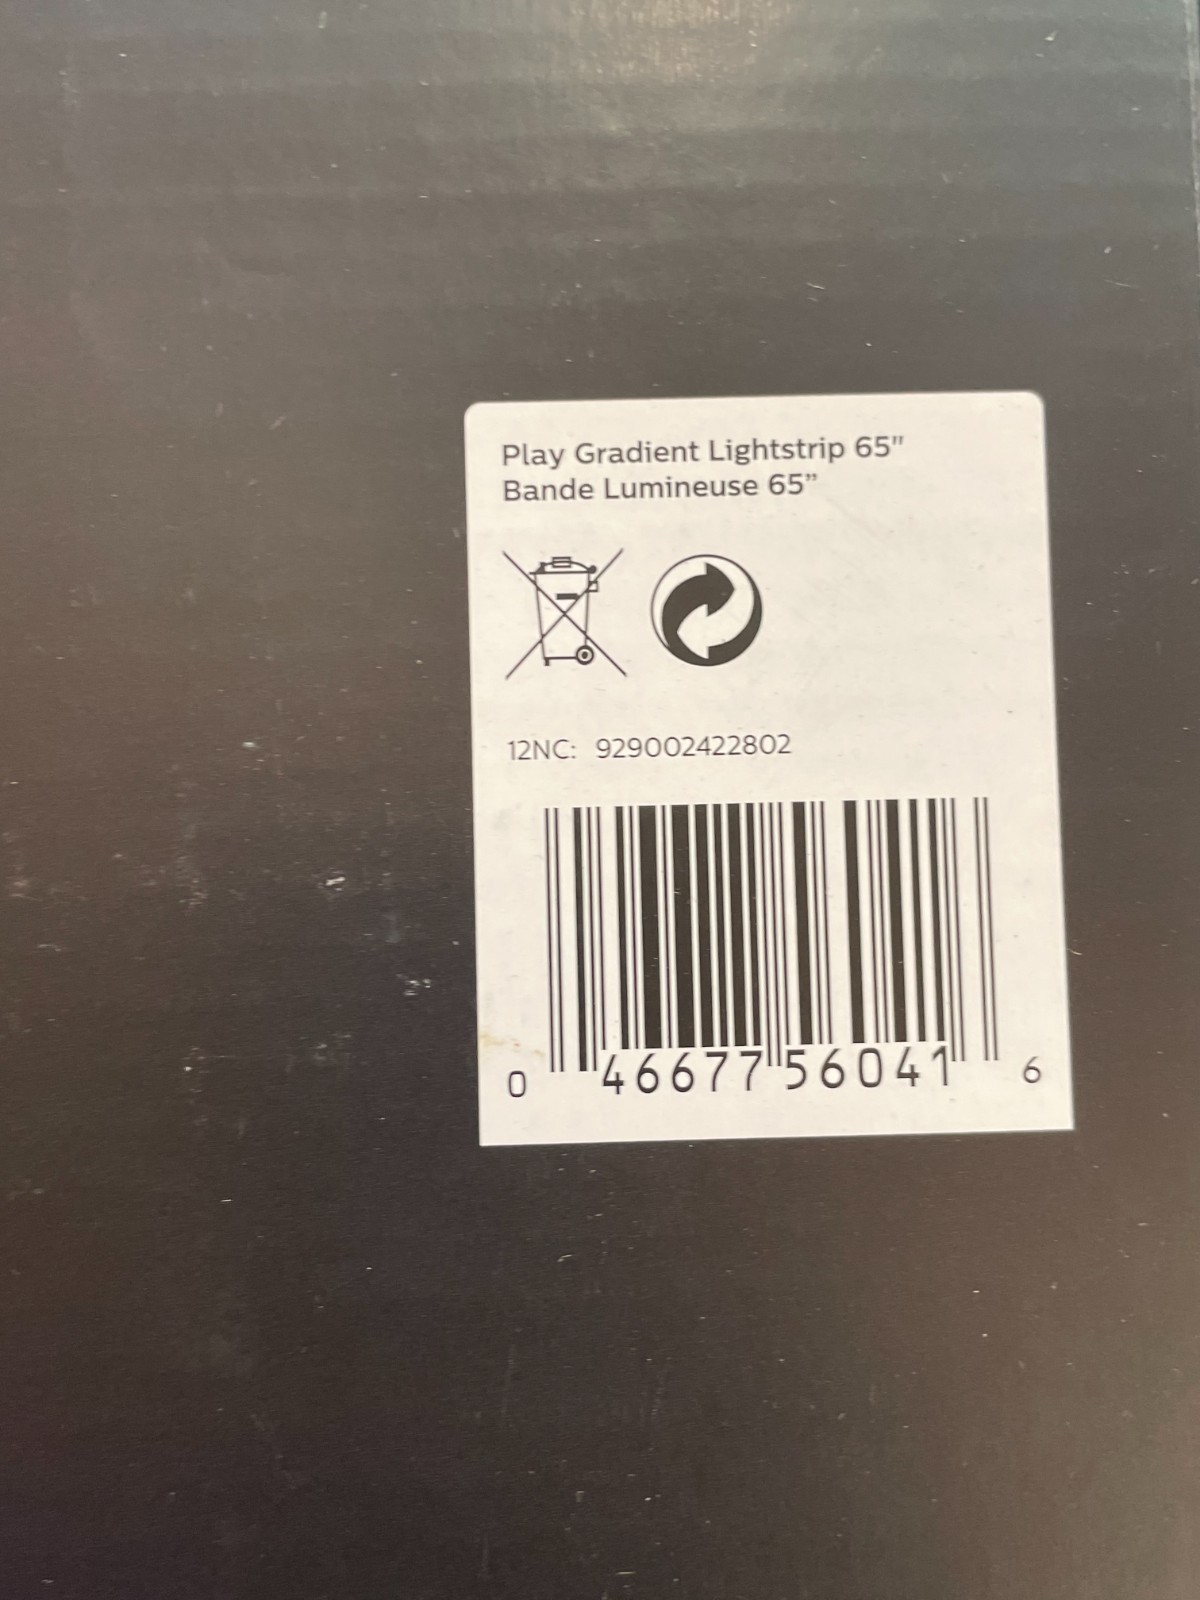 Play Gradient Lightstrip 65"
Bande Lumineuse 65”
12NC: 929002422802
0 46677 56041 6